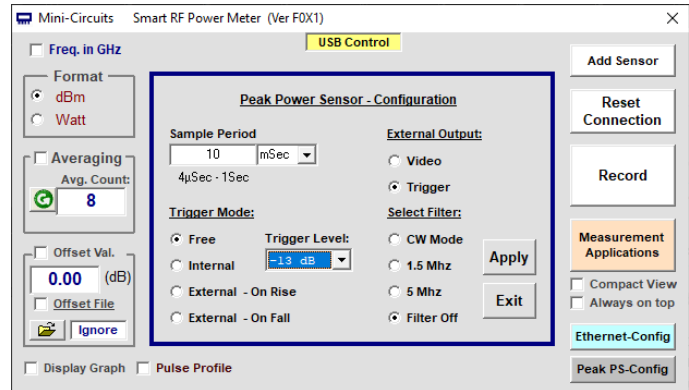 Mini-Circuits Smart RF Power Meter (Ver F0X1)
USB Control
Freq. in GHz
Format
dBm
Watt
Averaging
Avg. Count:
8
Offset Val.
0.00 (dB)
Offset File
Ignore
Display Graph Pulse Profile
Peak Power Sensor - Configuration
Sample Period
10 mSec
4µSec - 1Sec
External Output:
Video
Trigger
Trigger Mode:
Free
Internal
External - On Rise
External - On Fall
Trigger Level:
-13 dB
Select Filter:
CW Mode
1.5 Mhz
5 Mhz
Filter Off
Apply
Exit
Add Sensor
Reset
Connection
Record
Measurement
Applications
Compact View
Always on top
Ethernet-Config
Peak PS-Config